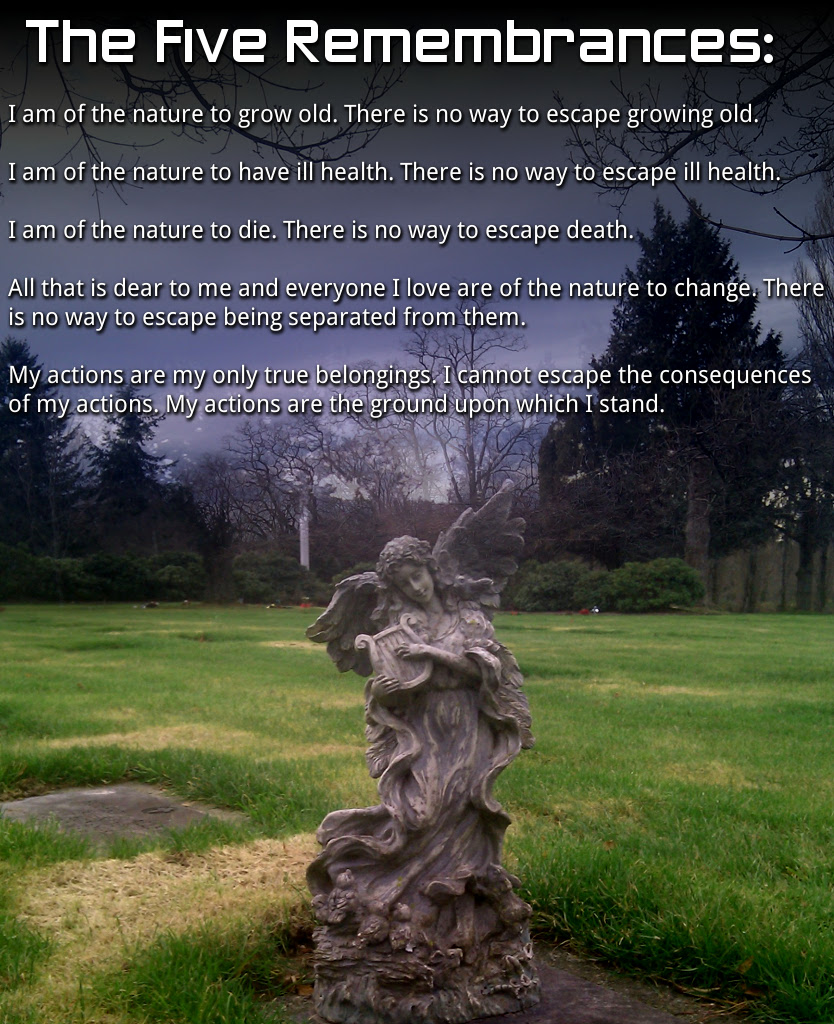 The Five Remembrances:
I am of the nature to grow old. There is no way to escape growing old.
I am of the nature to have ill health. There is no way to escape ill health.
I am of the nature to die. There is no way to escape death.
All that is dear to me and everyone I love are of the nature to change. There
is no way to escape being separated from them.
My actions are my only true belongings. I cannot escape the consequences
of my actions. My actions are the ground upon which I stand.